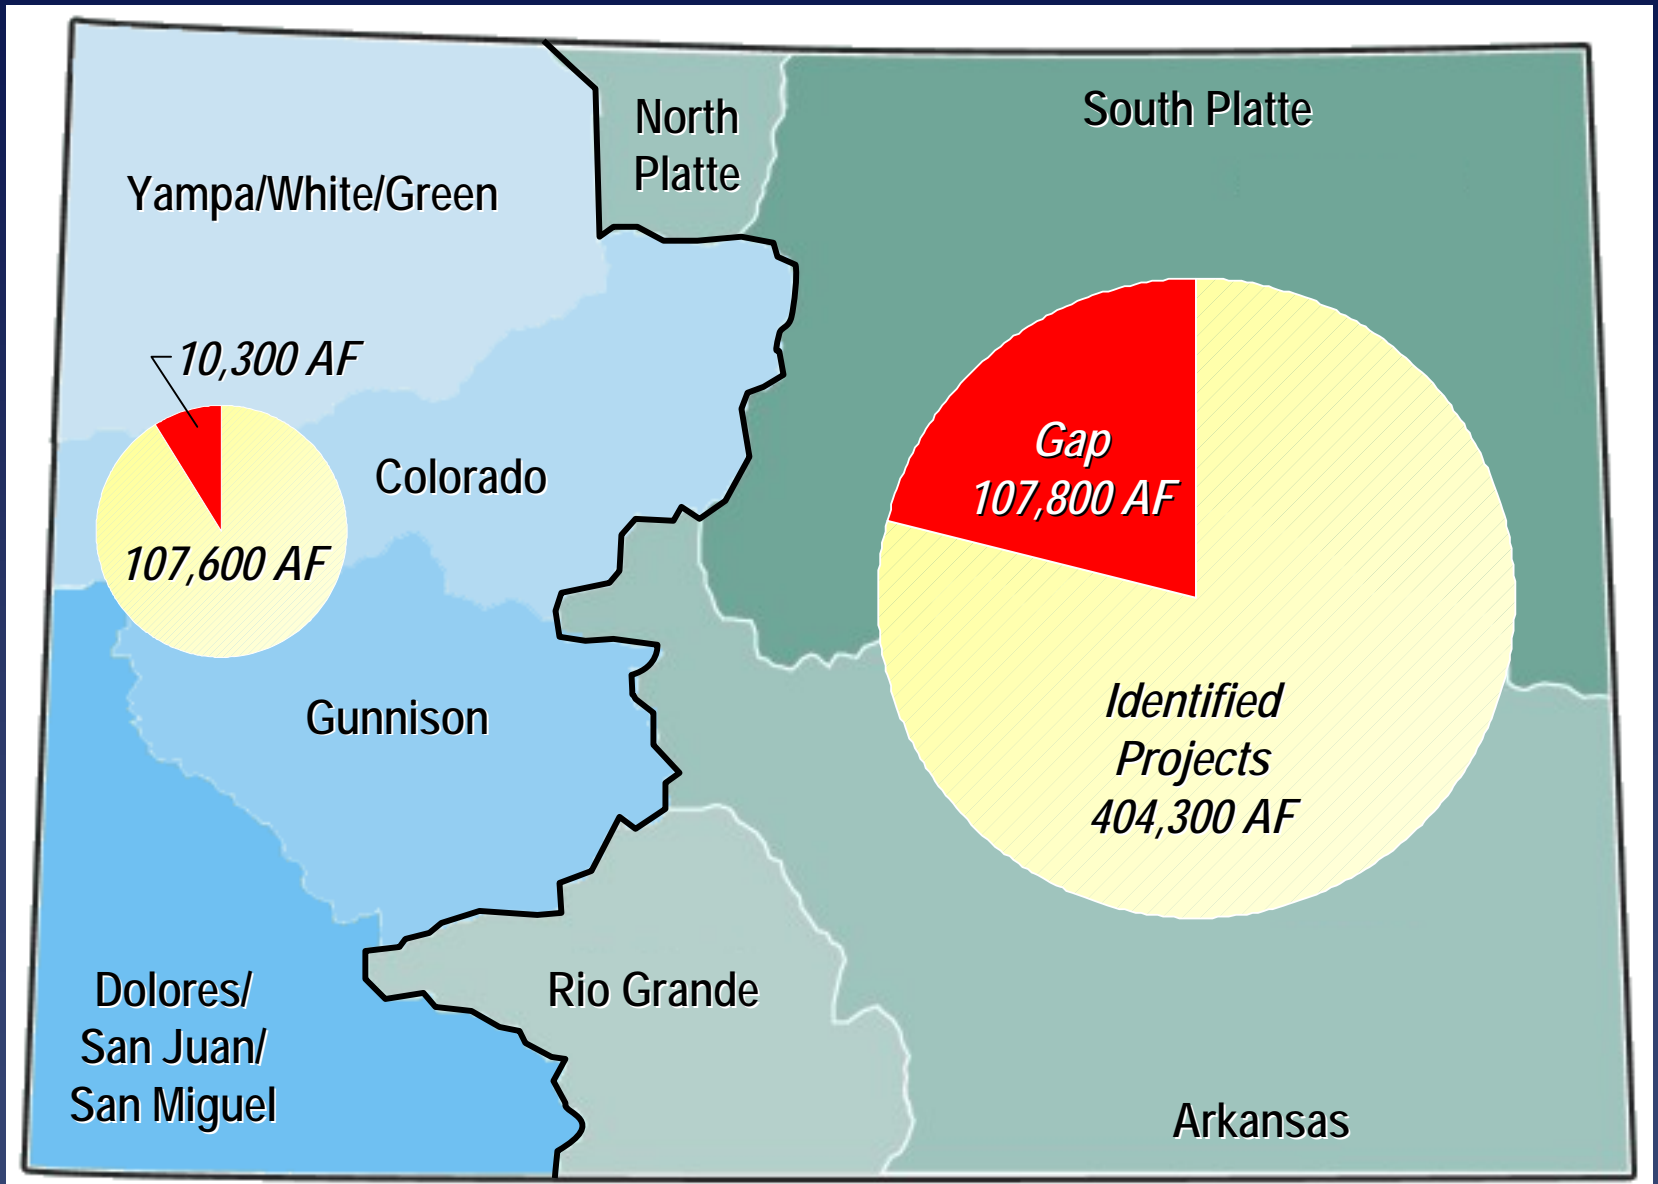 North
Platte
South Platte
Yampa/White/Green
10,300 AF
Colorado
107,600 AF
Gap
107,800 AF
Gunnison
Identified
Projects
404,300 AF
Dolores/
San Juan/
San Miguel
Rio Grande
Arkansas